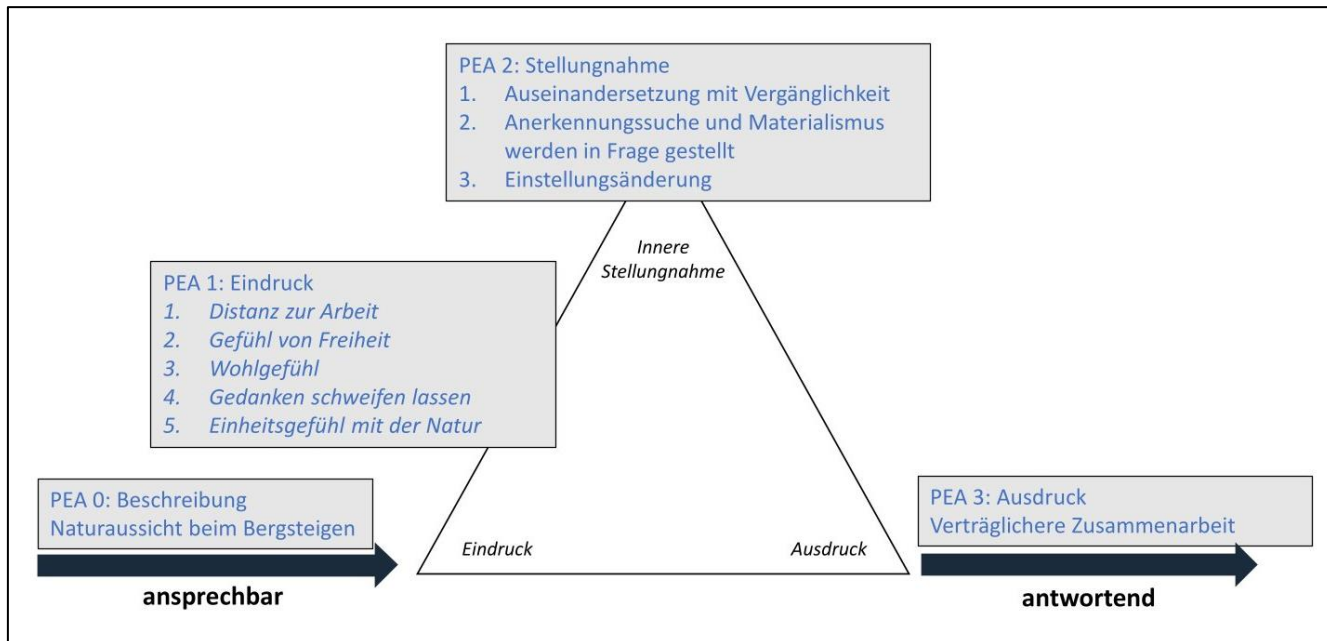 PEA 2: Stellungnahme
1. Auseinandersetzung mit Vergänglichkeit
2. Anerkennungssuche und Materialismus
werden in Frage gestellt
3. Einstellungsänderung
Innere
Stellungnahme
PEA 1: Eindruck
1. Distanz zur Arbeit
2. Gefühl von Freiheit
3. Wohlgefühl
4. Gedanken schweifen lassen
5. Einheitsgefühl mit der Natur
PEA 0: Beschreibung
Naturaussicht beim Bergsteigen
ansprechbar
Eindruck
Ausdruck
PEA 3: Ausdruck
Verträglichere Zusammenarbeit
antwortend